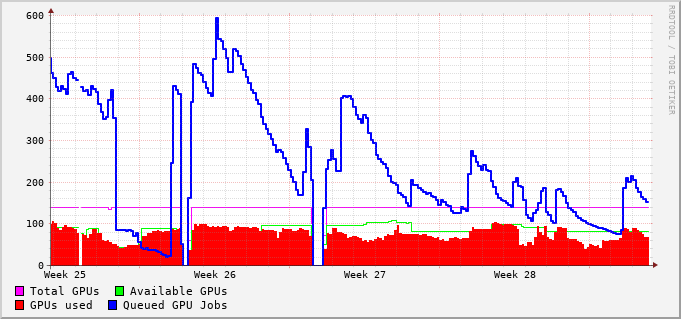 600
500
400
300
200
100
0
Week 25 Week 26 Week 27 Week 28
Total GPUs Available GPUs
GPUs used Queued GPU Jobs
RRDTOOL / TOBI OETIKER